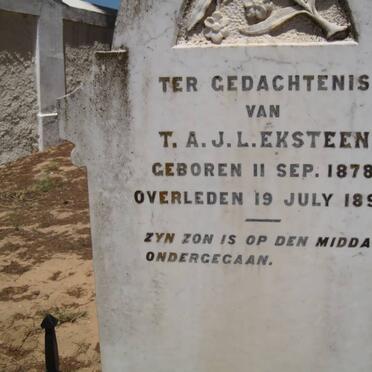 TER GEDACHTENIS
VAN
T. A. J. L. EKSTEEN
GEBOREN 11 SEP. 1878
OVERLEDEN 19 JULY 189
ZYN ZON IS OP DEN MIDDA
ONDERGEGAAN.